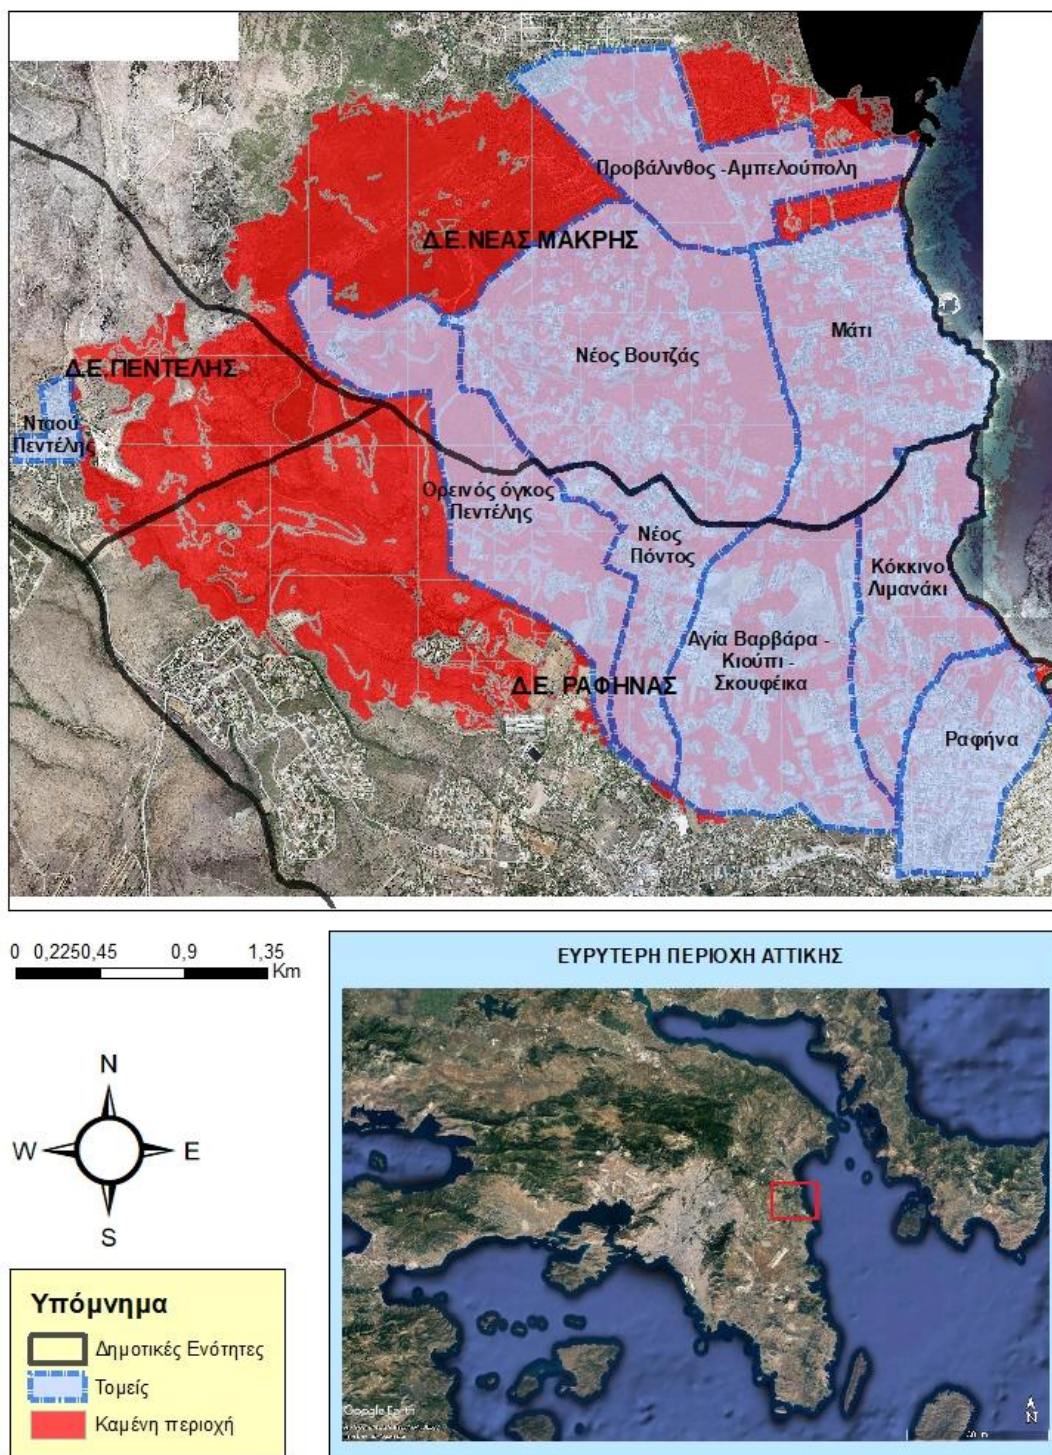 Προβάλινθος -Αμπελούπολη
Δ.Ε.ΝΕΑΣ ΜΑΚΡΗΣ
Μάτι
Νέος Βουτζάς
Δ.Ε.ΠΕΝΤΕΛΗΣ
Νταού
Πεντέλης
Ορεινός όγκος
Πεντέλης
Νέος
Πόντος
Κόκκινο
Λιμανάκι
Αγία Βαρβάρα -
Κιούπι -
Σκουφέικα
Δ.Ε. ΡΑΦΗΝΑΣ
Ραφήνα
0 0,2250,45 0,9 1,35
Km
N
W E
S
ΕΥΡΥΤΕΡΗ ΠΕΡΙΟΧΗ ΑΤΤΙΚΗΣ
Google Earth
N
Υπόμνημα
Δημοτικές Ενότητες
Τομείς
Καμένη περιοχή